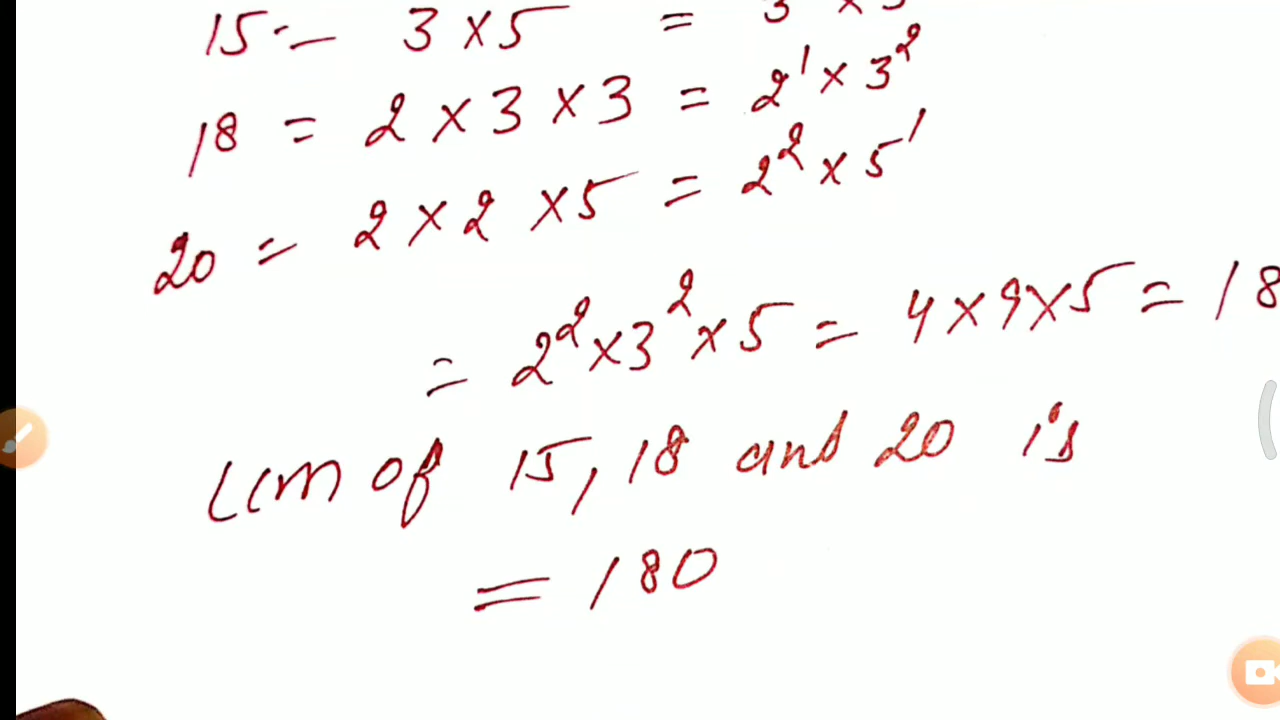 15 = 3 × 5 =
18 = 2 × 3 × 3 = 2¹ × 3²
20 = 2 × 2 × 5 = 2² × 5¹
= 2² × 3² × 5 = 4 × 9 × 5 = 18
LCM of 15, 18 and 20 is
= 180